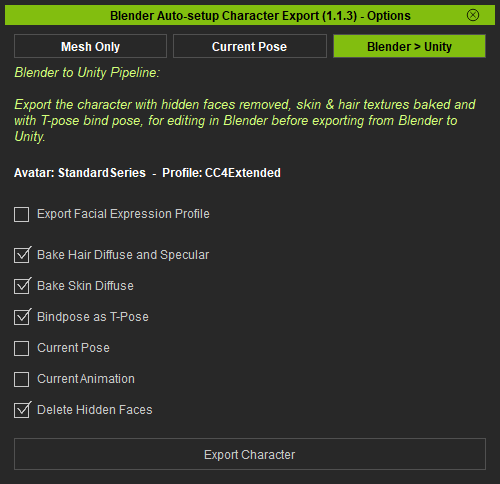 Blender Auto-setup Character Export (1.1.3) - Options
Mesh Only
Current Pose
Blender > Unity
Blender to Unity Pipeline:
Export the character with hidden faces removed, skin & hair textures baked and
with T-pose bind pose, for editing in Blender before exporting from Blender to
Unity.
Avatar: StandardSeries - Profile: CC4Extended
Export Facial Expression Profile
Bake Hair Diffuse and Specular
Bake Skin Diffuse
Bindpose as T-Pose
Current Pose
Current Animation
Delete Hidden Faces
Export Character